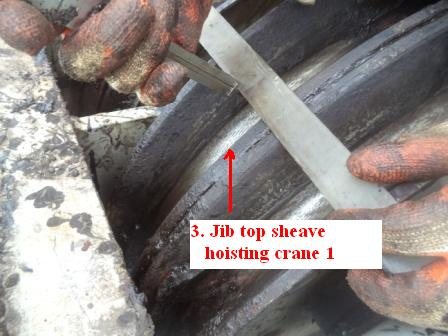 3. Jib top sheave
hoisting crane 1